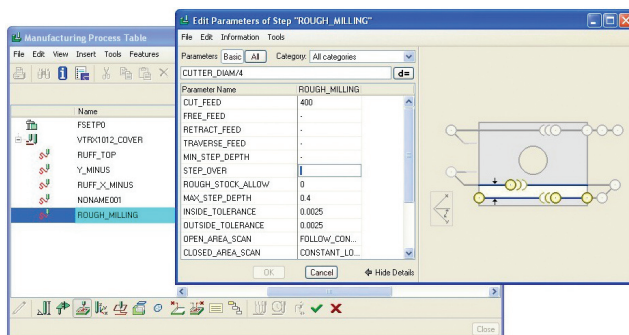 Manufacturing Process Table
File Edit View Insert Tools Features
Name
FSETP0
VTRX1012_COVER
RUFF_TOP
Y_MINUS
RUFF_X_MINUS
NONAME001
ROUGH_MILLING
Close
Edit Parameters of Step "ROUGH_MILLING"
File Edit Information Tools
Parameters Basic All Category: All categories
CUTTER_DIAM/4 d=
Parameter Name ROUGH_MILLING
CUT_FEED 400
FREE_FEED -
RETRACT_FEED -
TRAVERSE_FEED -
MIN_STEP_DEPTH -
STEP_OVER
ROUGH_STOCK_ALLOW 0
MAX_STEP_DEPTH 0.4
INSIDE_TOLERANCE 0.0025
OUTSIDE_TOLERANCE 0.0025
OPEN_AREA_SCAN FOLLOW_CON...
CLOSED_AREA_SCAN CONSTANT_LO...
OK Cancel Hide Details